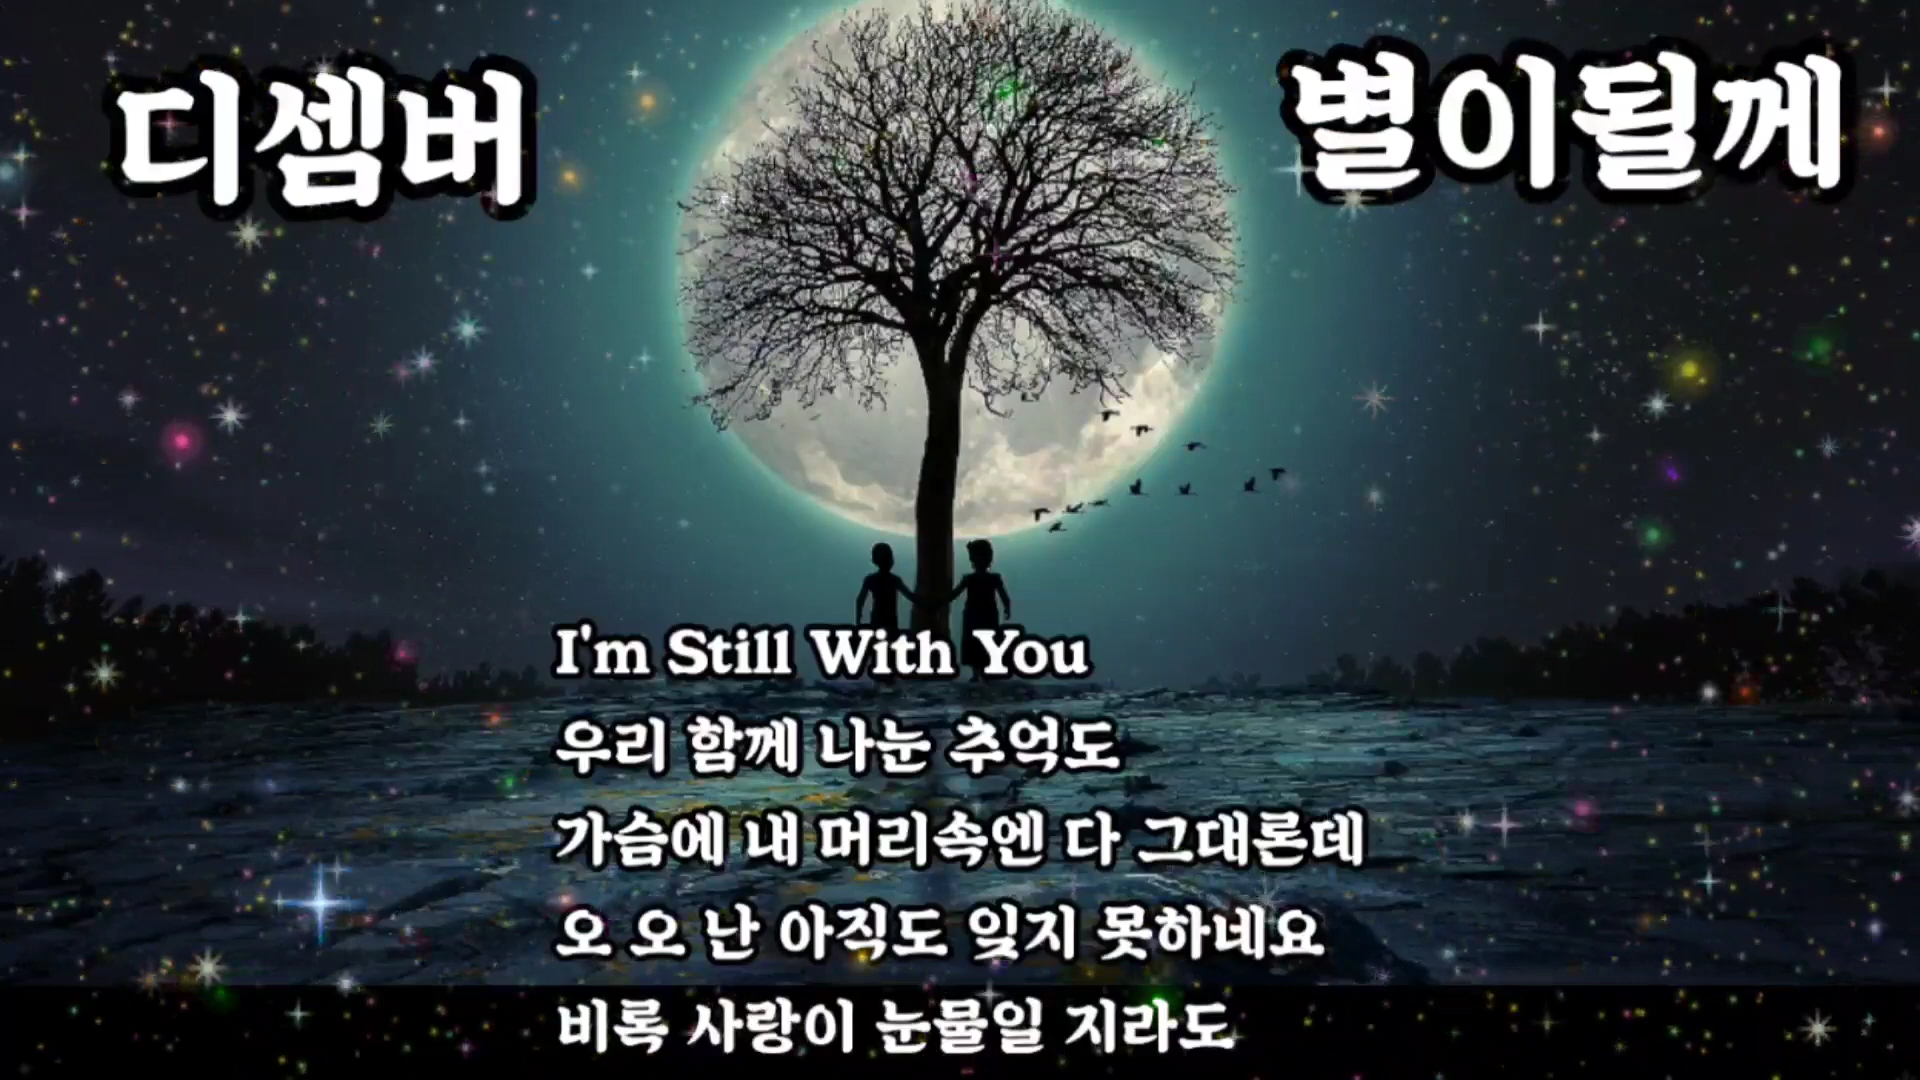 디셈버
별이될께
I'm Still With You
우리 함께 나눈 추억도
가슴에 내 머리속엔 다 그대론데
오 오 난 아직도 잊지 못하네요
비록 사랑이 눈물일 지라도